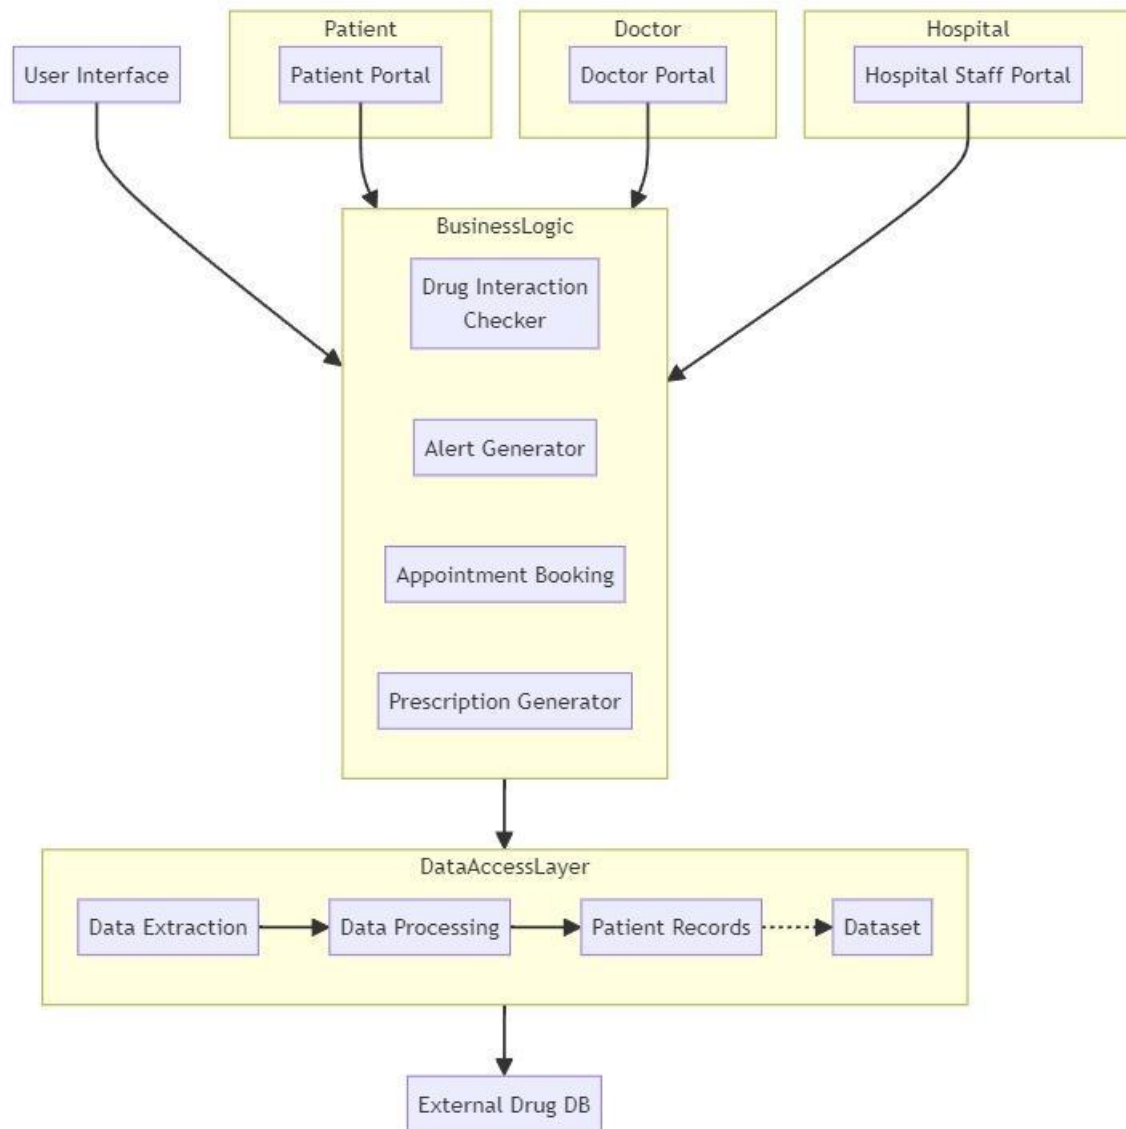 Patient
Doctor
Hospital
User Interface
Patient Portal
Doctor Portal
Hospital Staff Portal
BusinessLogic
Drug Interaction
Checker
Alert Generator
Appointment Booking
Prescription Generator
DataAccessLayer
Data Extraction
Data Processing
Patient Records
Dataset
External Drug DB